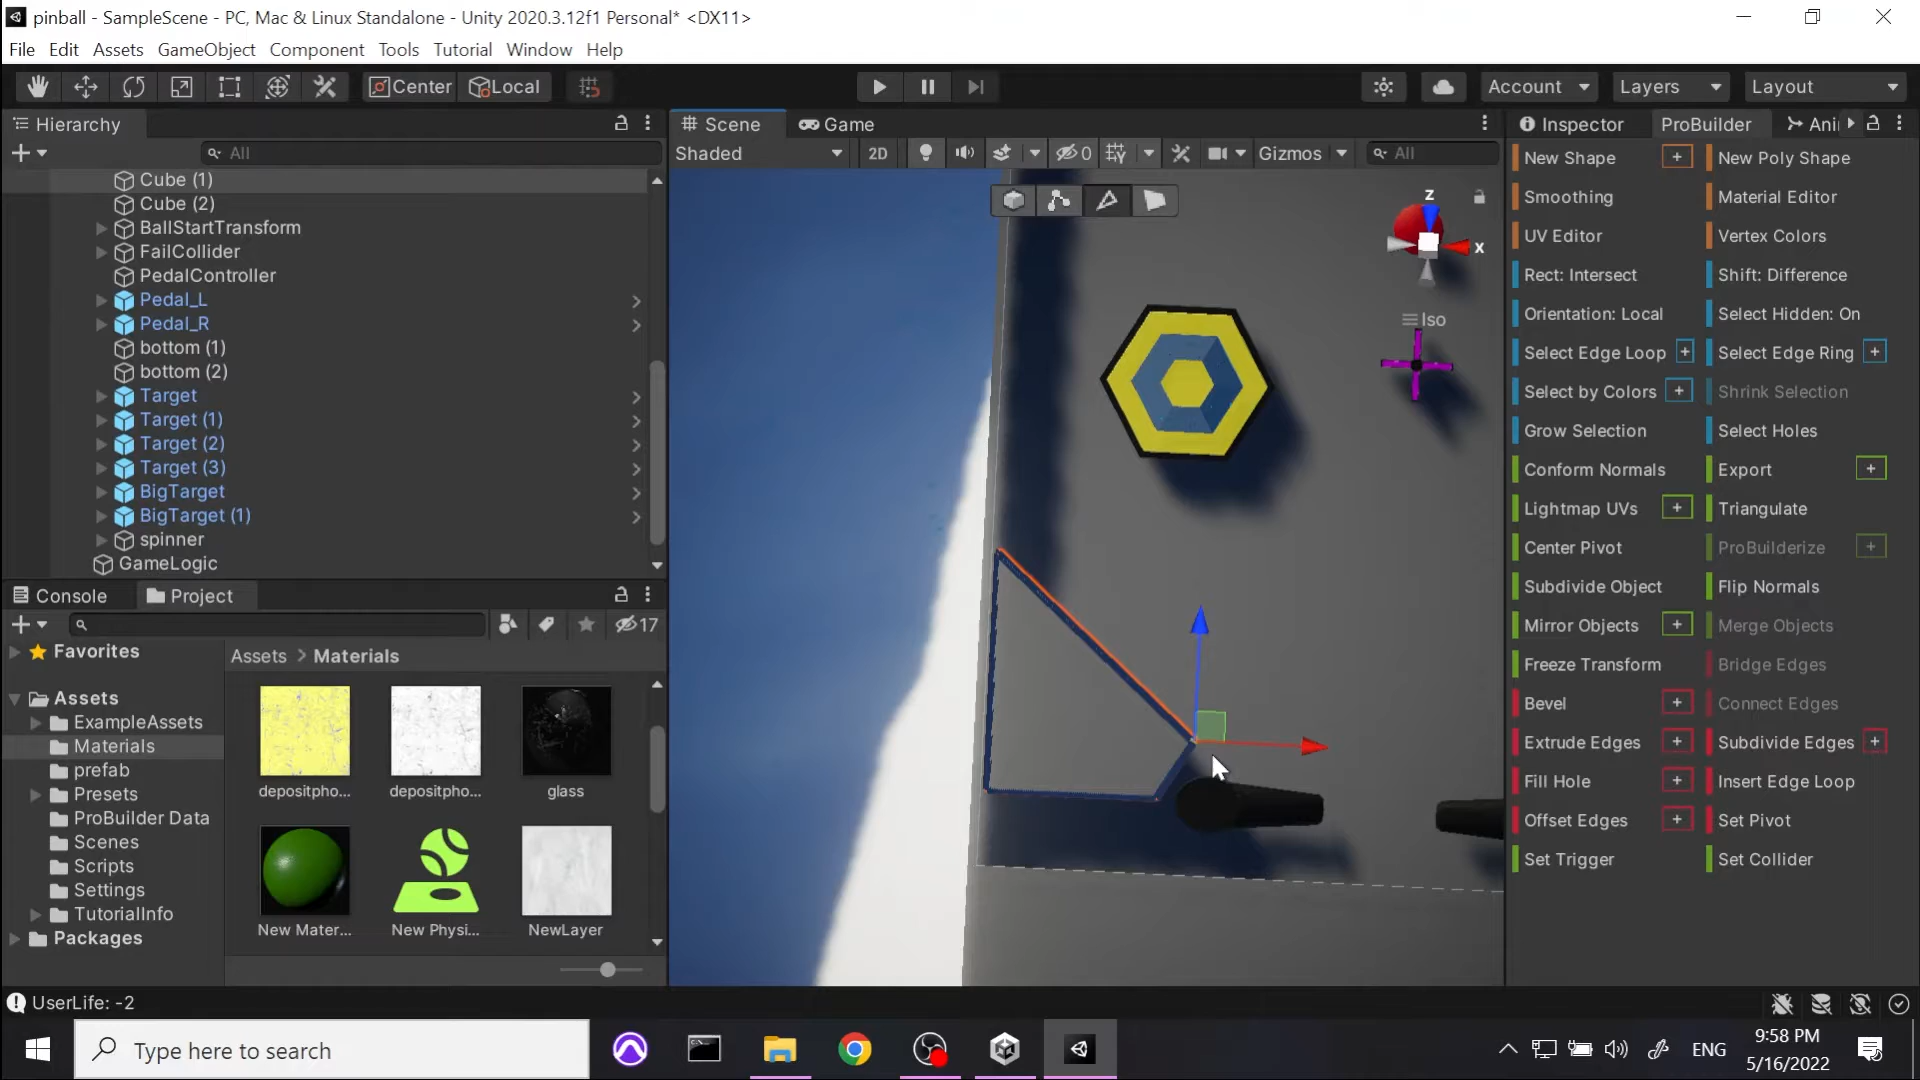 pinball - SampleScene - PC, Mac & Linux Standalone - Unity 2020.3.12f1 Personal* <DX11>
File Edit Assets GameObject Component Tools Tutorial Window Help
Center Local Account Layers Layout
Hierarchy
All
Cube (1)
Cube (2)
BallStartTransform
FailCollider
PedalController
Pedal_L
Pedal_R
bottom (1)
bottom (2)
Target
Target (1)
Target (2)
Target (3)
BigTarget
BigTarget (1)
spinner
GameLogic
Scene Game
Shaded 2D 0 Gizmos All
z
x
Iso
Console Project
17
Favorites
Assets
ExampleAssets
Materials
prefab
Presets
ProBuilder Data
Scenes
Scripts
Settings
TutorialInfo
Packages
Assets > Materials
depositpho... depositpho... glass
New Mater... New Physi... NewLayer
Inspector ProBuilder Ani
New Shape + New Poly Shape
Smoothing Material Editor
UV Editor Vertex Colors
Rect: Intersect Shift: Difference
Orientation: Local Select Hidden: On
Select Edge Loop + Select Edge Ring +
Select by Colors + Shrink Selection
Grow Selection Select Holes
Conform Normals Export +
Lightmap UVs + Triangulate
Center Pivot ProBuilderize +
Subdivide Object Flip Normals
Mirror Objects + Merge Objects
Freeze Transform Bridge Edges
Bevel + Connect Edges
Extrude Edges + Subdivide Edges +
Fill Hole + Insert Edge Loop
Offset Edges + Set Pivot
Set Trigger Set Collider
UserLife: -2
Type here to search
ENG
9:58 PM
5/16/2022